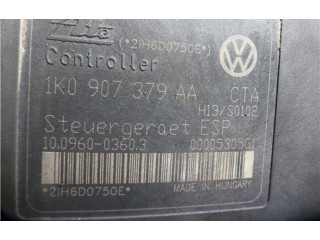 (*2IH6D0750E*)
Controller
1K0 907 379 AA CTA
H13/S0102
Steuergeraet ESP
10.0960-0360.3 00005305G1
*2IH6D0750E* MADE IN HUNGARY